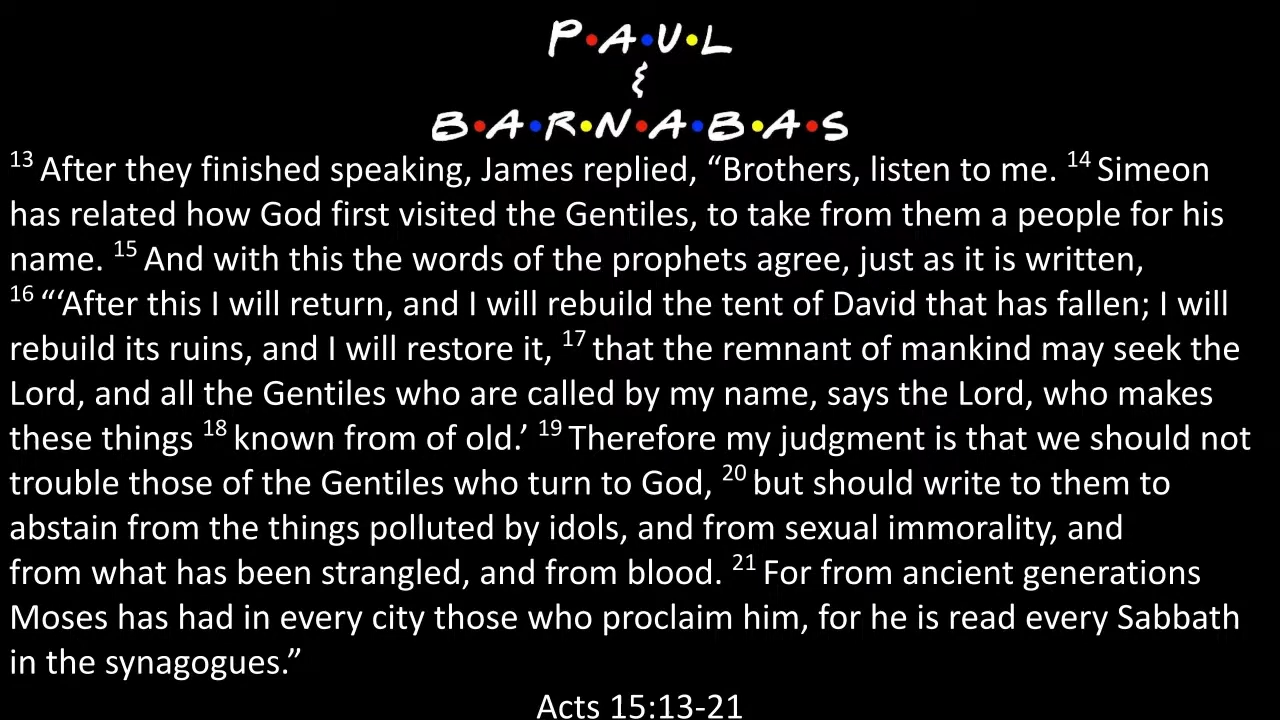 P•A•U•L
&
B•A•R•N•A•B•A•S
13 After they finished speaking, James replied, “Brothers, listen to me. 14 Simeon
has related how God first visited the Gentiles, to take from them a people for his
name. 15 And with this the words of the prophets agree, just as it is written,
16 “‘After this I will return, and I will rebuild the tent of David that has fallen; I will
rebuild its ruins, and I will restore it, 17 that the remnant of mankind may seek the
Lord, and all the Gentiles who are called by my name, says the Lord, who makes
these things 18 known from of old.’ 19 Therefore my judgment is that we should not
trouble those of the Gentiles who turn to God, 20 but should write to them to
abstain from the things polluted by idols, and from sexual immorality, and
from what has been strangled, and from blood. 21 For from ancient generations
Moses has had in every city those who proclaim him, for he is read every Sabbath
in the synagogues.”
Acts 15:13-21